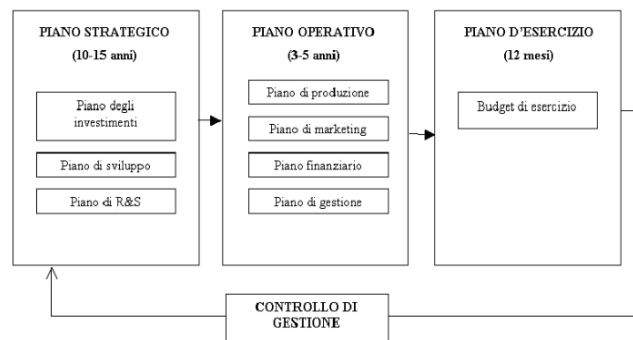 PIANO STRATEGICO
(10-15 anni)
Piano degli
investimenti
Piano di sviluppo
Piano di R&S
PIANO OPERATIVO
(3-5 anni)
Piano di produzione
Piano di marketing
Piano finanziario
Piano di gestione
PIANO D'ESERCIZIO
(12 mesi)
Budget di esercizio
CONTROLLO DI
GESTIONE